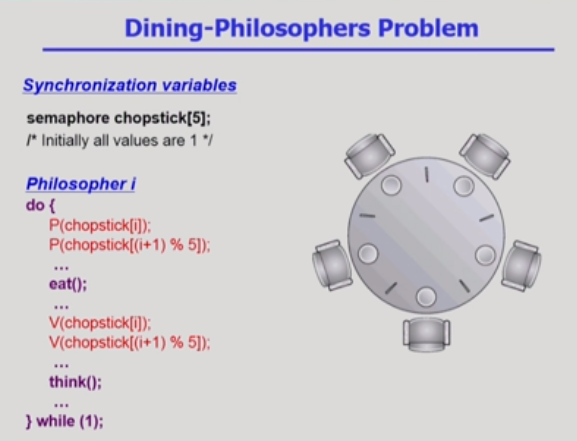 Dining-Philosophers Problem
Synchronization variables
semaphore chopstick[5];
/* Initially all values are 1 */
Philosopher i
do {
P(chopstick[i]);
P(chopstick[(i+1) % 5]);
...
eat();
...
V(chopstick[i]);
V(chopstick[(i+1) % 5]);
...
think();
...
} while (1);